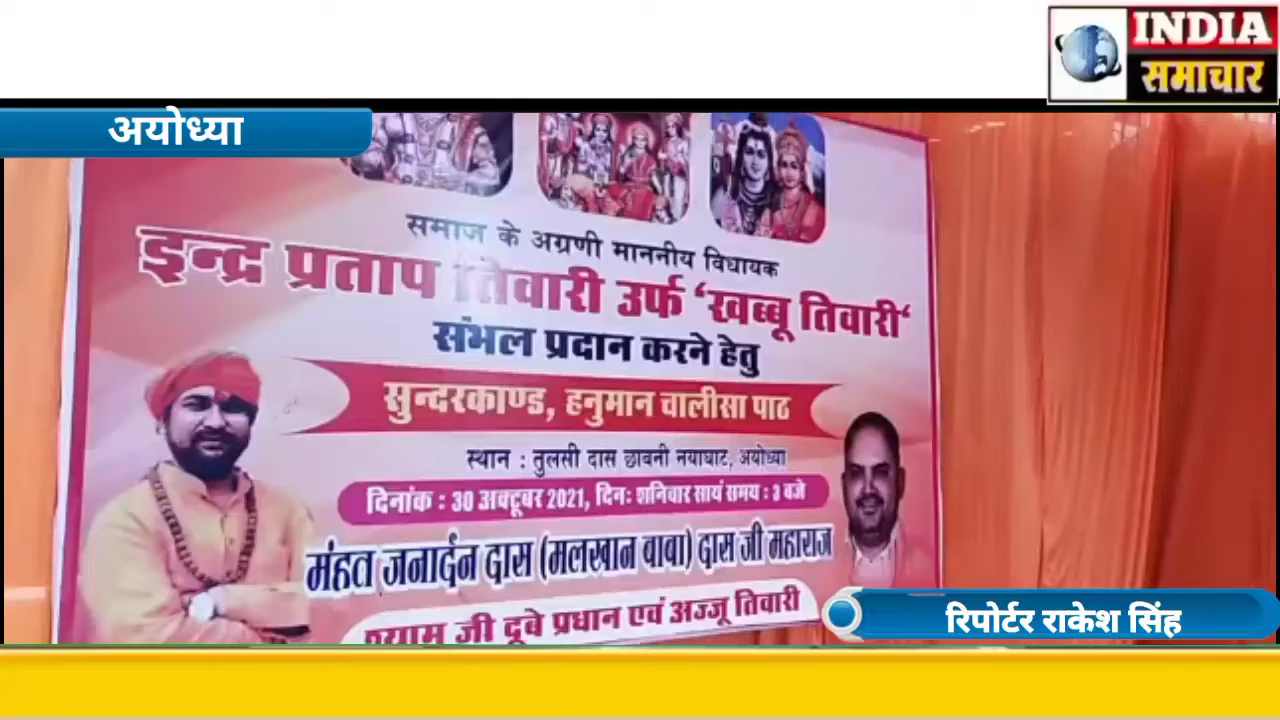 INDIA
समाचार
अयोध्या
समाज के अग्रणी माननीय विधायक
इन्द्र प्रताप तिवारी उर्फ ‘खब्बू तिवारी‘
संभल प्रदान करने हेतु
सुन्दरकाण्ड, हनुमान चालीसा पाठ
स्थान : तुलसी दास छावनी नयाघाट, अयोध्या
दिनांक : 30 अक्टूबर 2021, दिनः शनिवार सायं समय : 3 बजे
मंहत जनार्दन दास (मलखान बाबा) दास जी महाराज
जी दूबे प्रधान एवं अज्जू तिवारी
रिपोर्टर राकेश सिंह